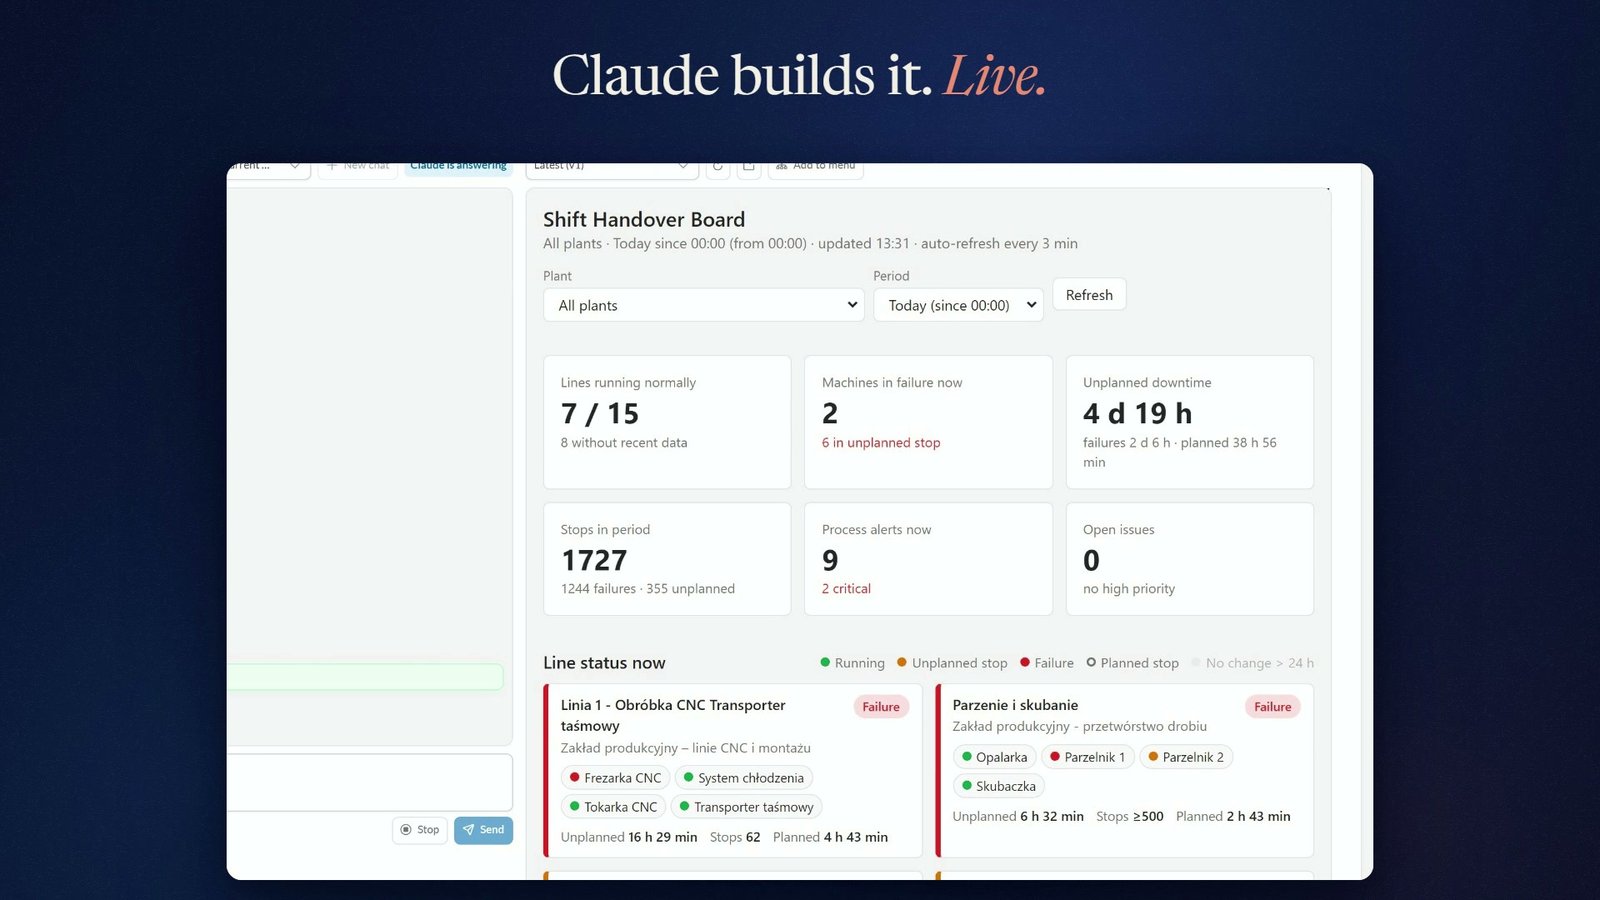 Claude builds it. Live.
New chat
Claude is answering
Latest (V1)
Add to menu
Shift Handover Board
All plants · Today since 00:00 (from 00:00) · updated 13:31 · auto-refresh every 3 min
Plant
Period
All plants
Today (since 00:00)
Refresh
Lines running normally
7 / 15
8 without recent data
Machines in failure now
2
6 in unplanned stop
Unplanned downtime
4 d 19 h
failures 2 d 6 h · planned 38 h 56
min
Stops in period
1727
1244 failures · 355 unplanned
Process alerts now
9
2 critical
Open issues
0
no high priority
Line status now
Running
Unplanned stop
Failure
Planned stop
No change > 24 h
Linia 1 - Obróbka CNC Transporter
taśmowy
Failure
Zakład produkcyjny – linie CNC i montażu
Frezarka CNC
System chłodzenia
Tokarka CNC
Transporter taśmowy
Unplanned 16 h 29 min Stops 62 Planned 4 h 43 min
Parzenie i skubanie
Failure
Zakład produkcyjny - przetwórstwo drobiu
Opalarka
Parzelnik 1
Parzelnik 2
Skubaczka
Unplanned 6 h 32 min Stops ≥500 Planned 2 h 43 min
Stop
Send